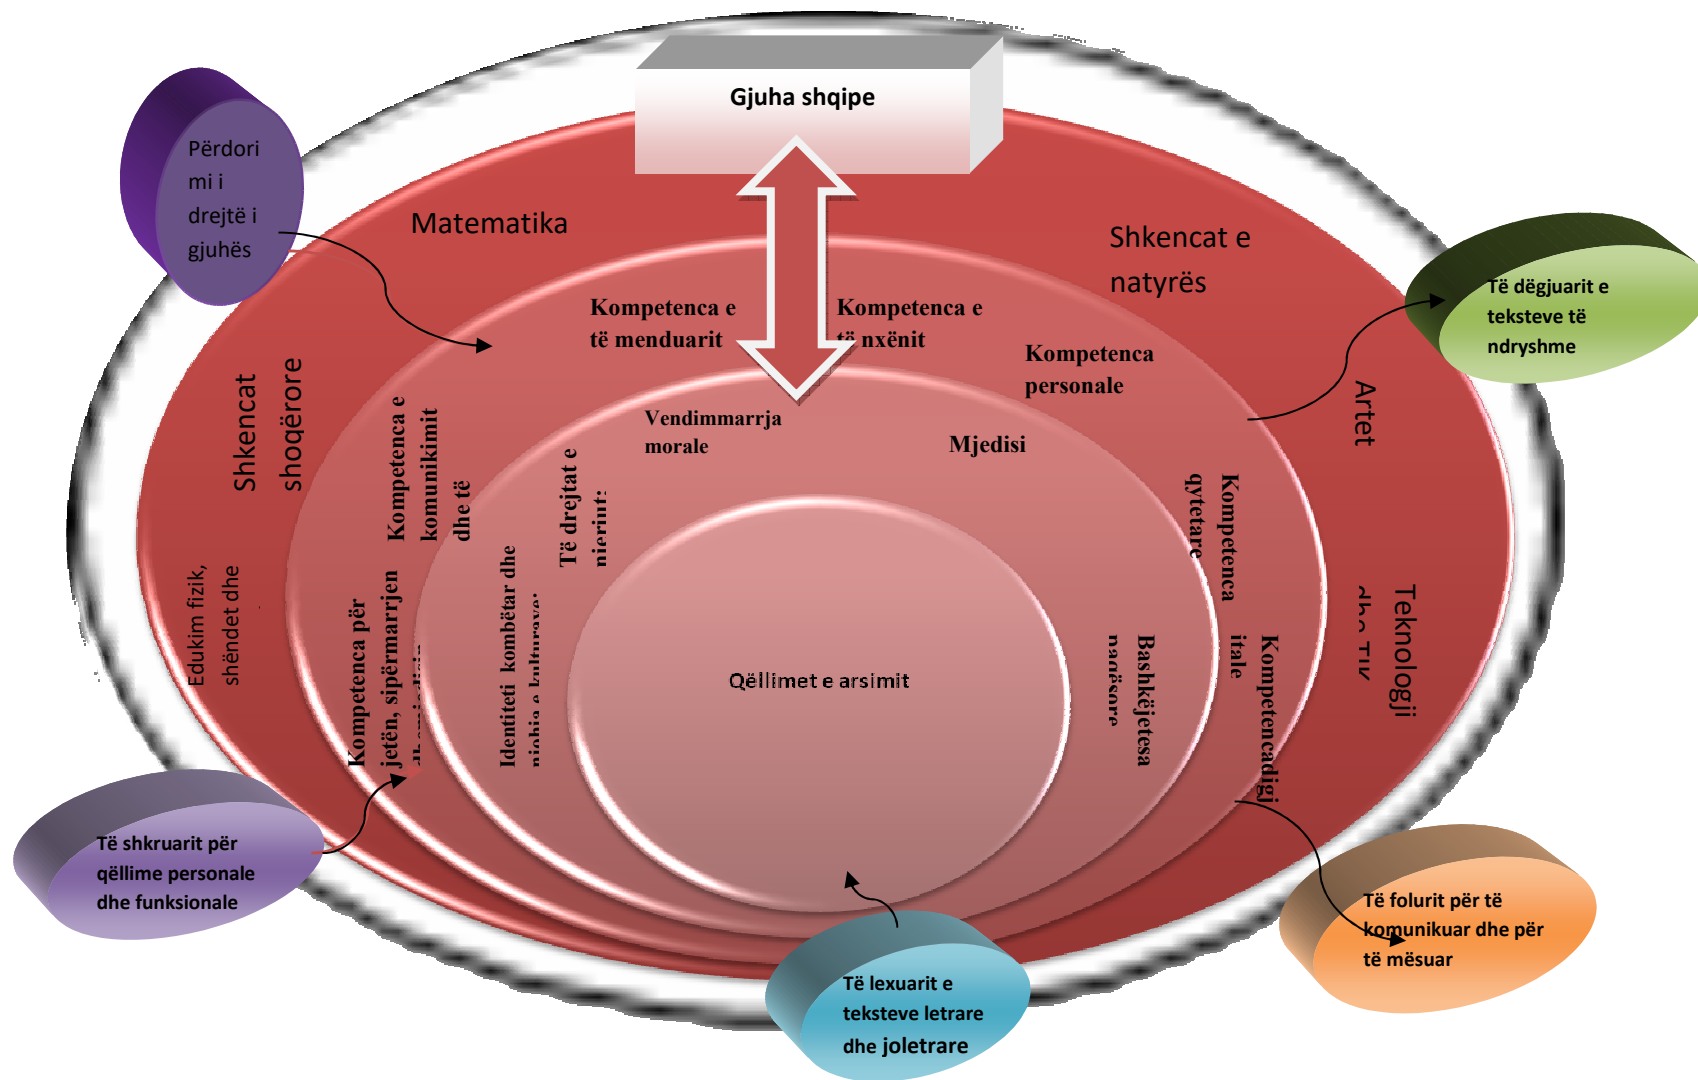 Gjuha shqipe
Përdori
mi i
drejtë i
gjuhës
Matematika
Shkencat e
natyrës
Të dëgjuarit e
teksteve të
ndryshme
Kompetenca e
të menduarit
Kompetenca e
të nxënit
Kompetenca
personale
Shkencat
shoqërore
Artet
Kompetenca e
komunikimit
dhe të
Vendimmarrja
morale
Mjedisi
Të drejtat e
Kompetenca
qytetare
Edukim fizik,
shëndet dhe
Teknologji
Kompetenca për
jetën, sipërmarrjen
Identiteti kombëtar dhe
Qëllimet e arsimit
Bashkëjetesa
paqësore
Kompetencadigj
itale
Të shkruarit për
qëllime personale
dhe funksionale
Të folurit për të
komunikuar dhe për
të mësuar
Të lexuarit e
teksteve letrare
dhe joletrare